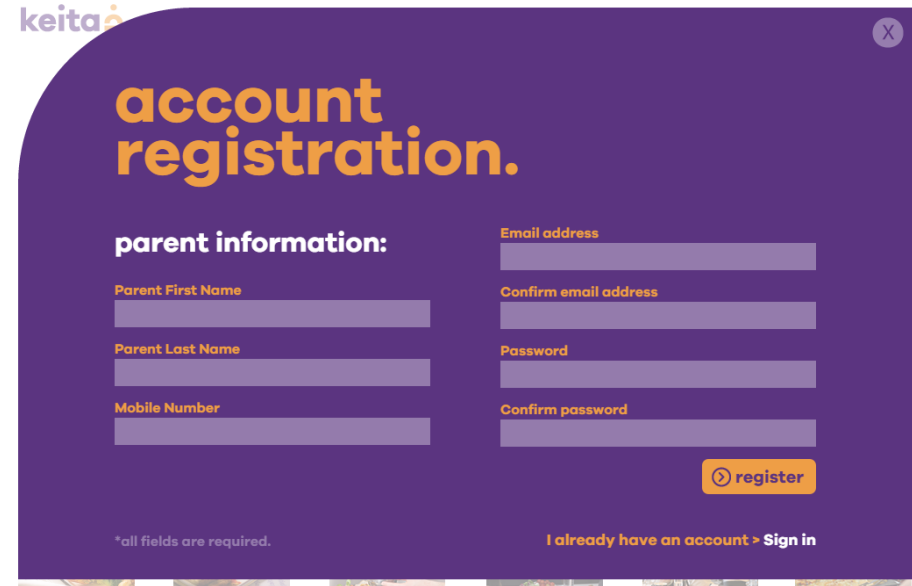 keita
X
account
registration.
parent information:
Parent First Name
Parent Last Name
Mobile Number
Email address
Confirm email address
Password
Confirm password
register
*all fields are required.
I already have an account > Sign in